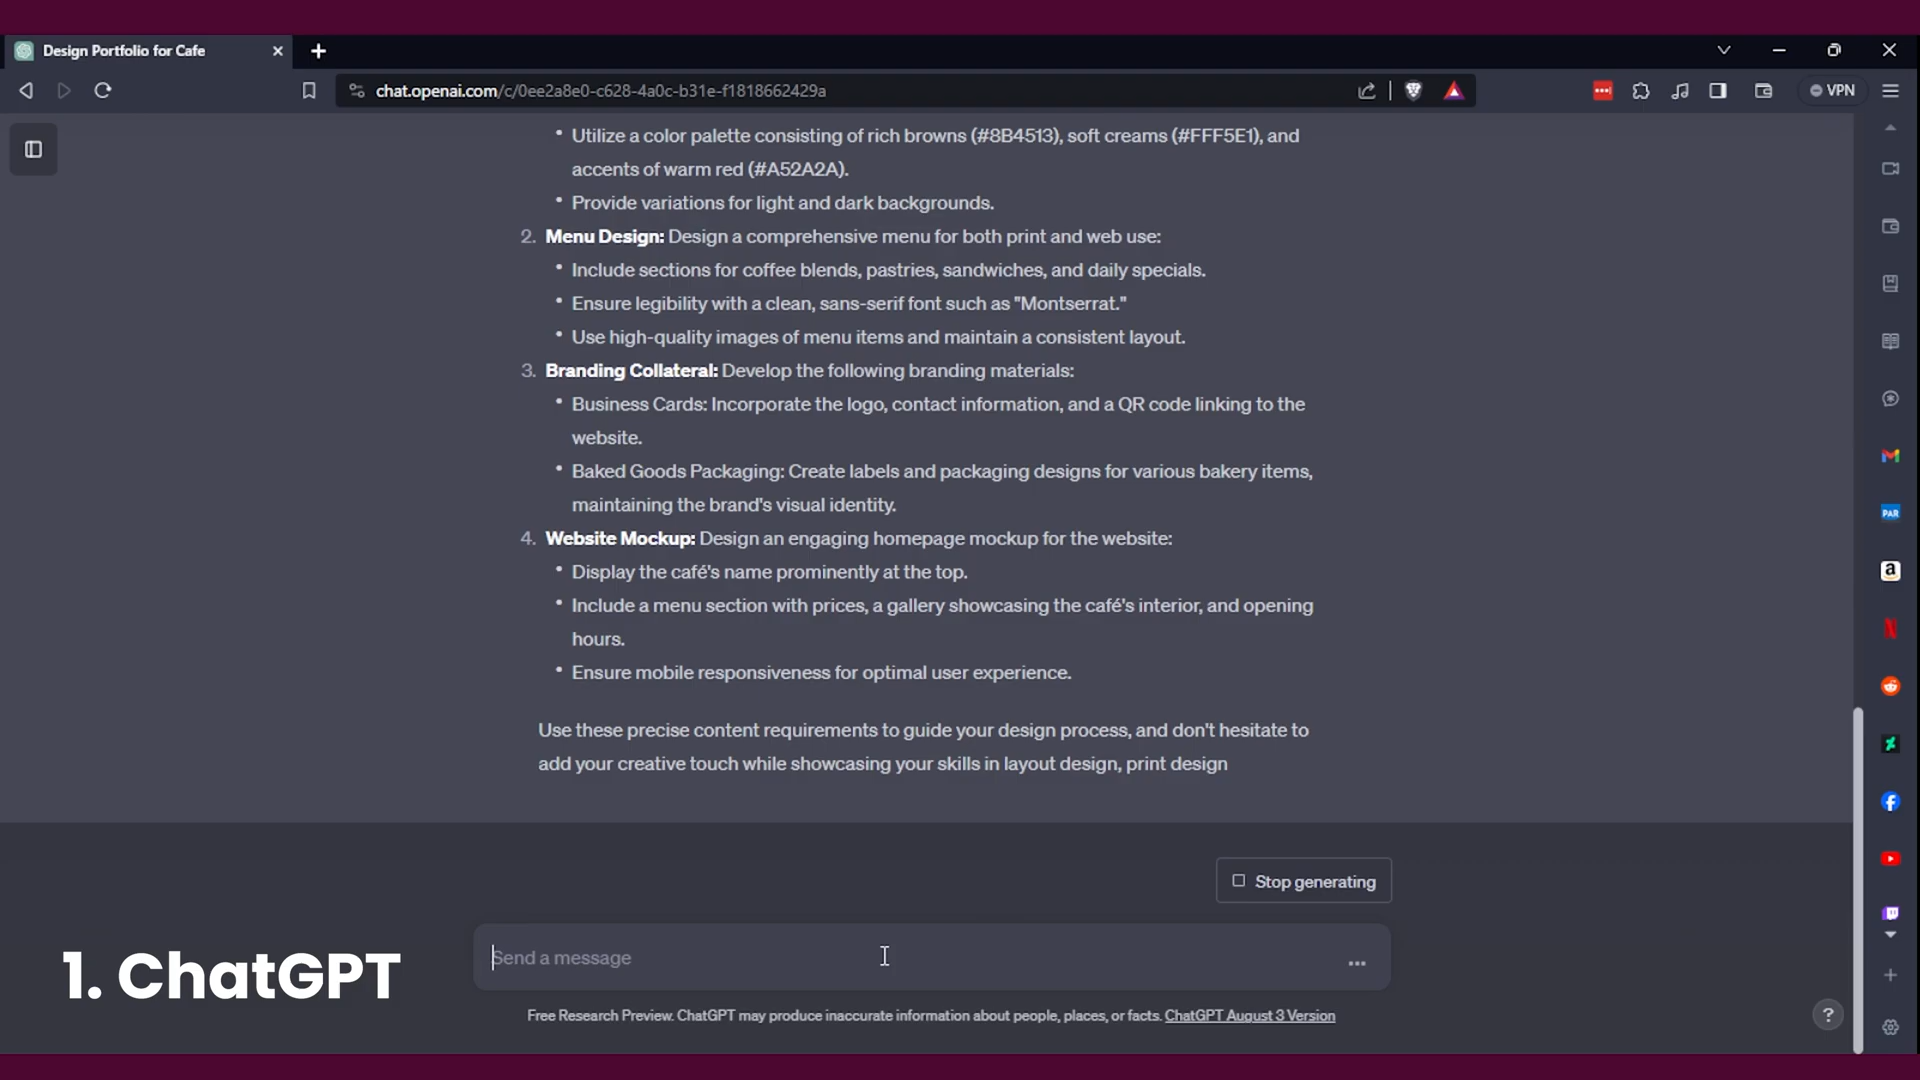 Design Portfolio for Cafe
chat.openai.com/c/0ee2a8e0-c628-4a0c-b31e-f1818662429a
VPN
• Utilize a color palette consisting of rich browns (#8B4513), soft creams (#FFF5E1), and
accents of warm red (#A52A2A).
• Provide variations for light and dark backgrounds.
2. Menu Design: Design a comprehensive menu for both print and web use:
• Include sections for coffee blends, pastries, sandwiches, and daily specials.
• Ensure legibility with a clean, sans-serif font such as "Montserrat."
• Use high-quality images of menu items and maintain a consistent layout.
3. Branding Collateral: Develop the following branding materials:
• Business Cards: Incorporate the logo, contact information, and a QR code linking to the
website.
• Baked Goods Packaging: Create labels and packaging designs for various bakery items,
maintaining the brand's visual identity.
4. Website Mockup: Design an engaging homepage mockup for the website:
• Display the café's name prominently at the top.
• Include a menu section with prices, a gallery showcasing the café's interior, and opening
hours.
• Ensure mobile responsiveness for optimal user experience.
Use these precise content requirements to guide your design process, and don't hesitate to
add your creative touch while showcasing your skills in layout design, print design
PAR
Stop generating
Send a message
1. ChatGPT
Free Research Preview. ChatGPT may produce inaccurate information about people, places, or facts. ChatGPT August 3 Version
?